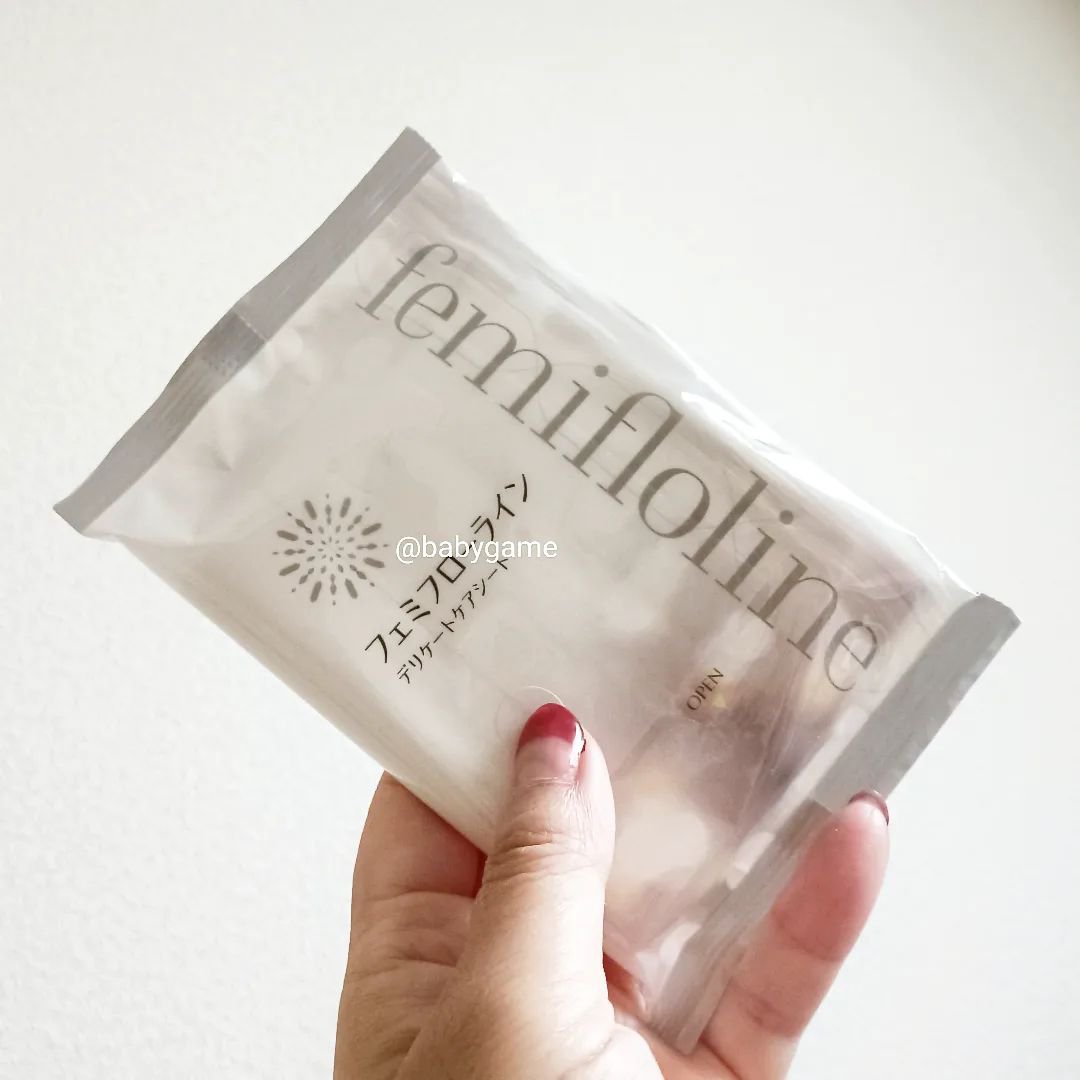 femifloline
フェミフローライン
デリケートケアシート
OPEN
@babygame